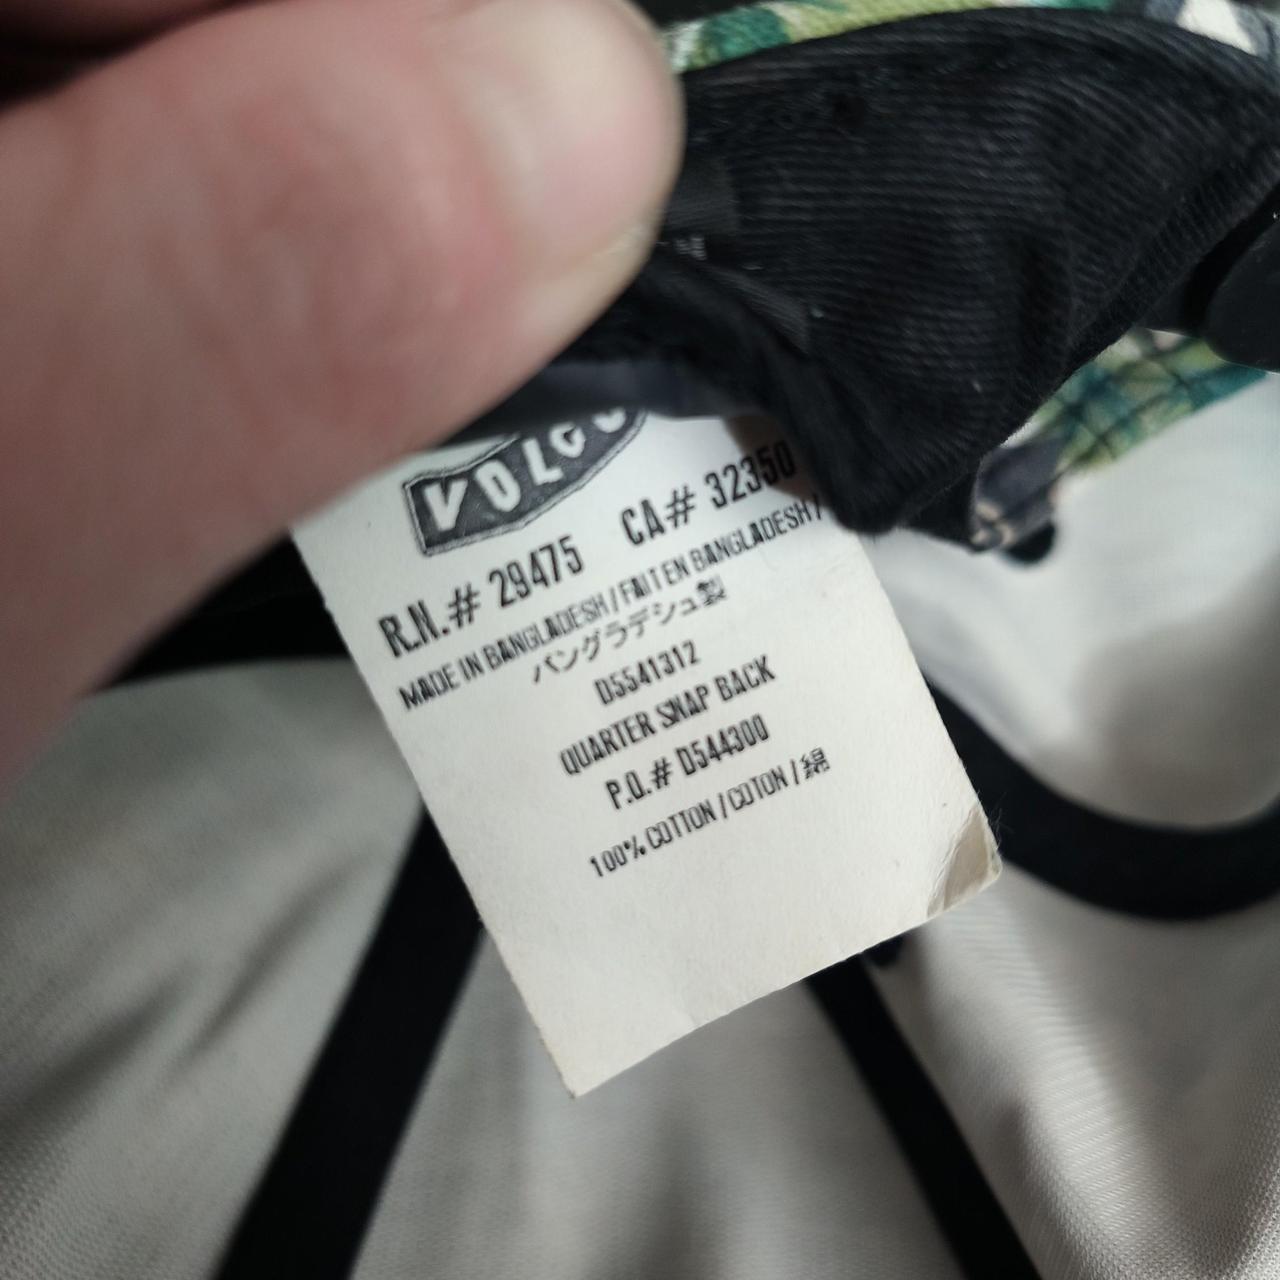 VOLC
R.N.# 29475 CA# 32350
MADE IN BANGLADESH / FAIT EN BANGLADESH /
バングラデシュ製
D5541312
QUARTER SNAP BACK
P.O.# D544300
100% COTTON / COTON / 綿